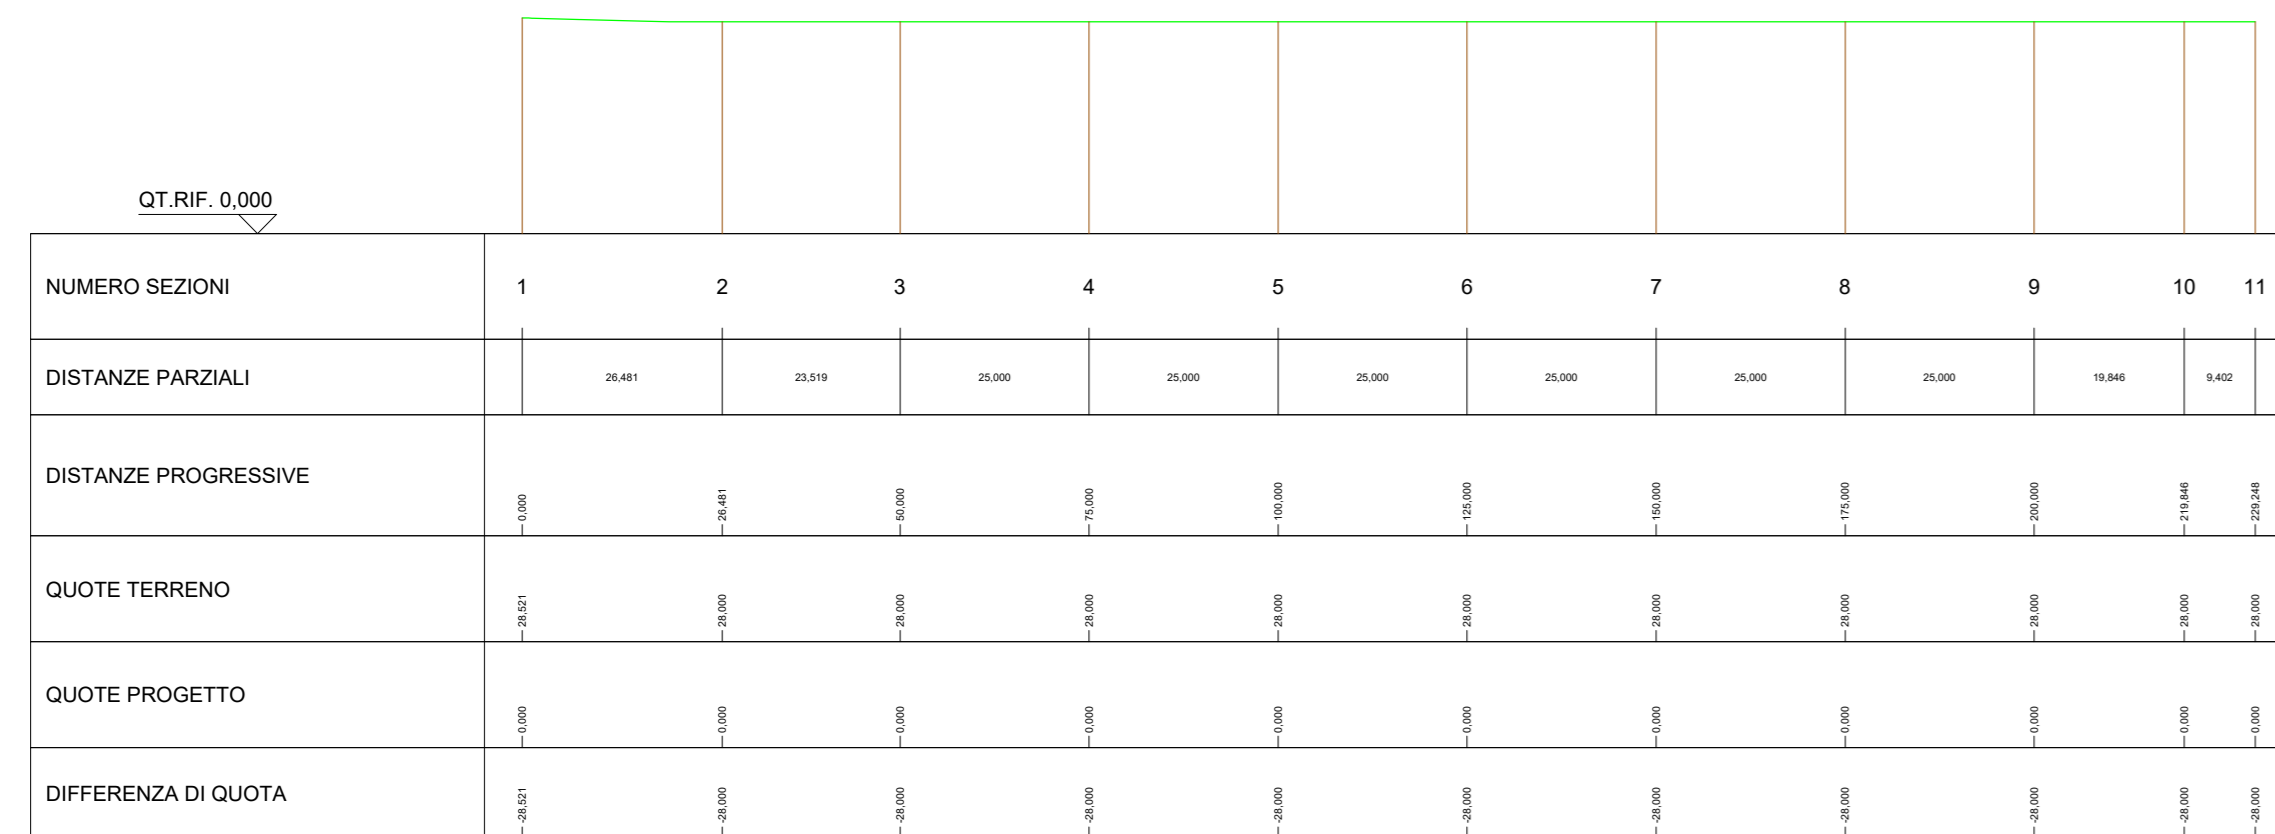 QT.RIF. 0,000
NUMERO SEZIONI 1 2 3 4 5 6 7 8 9 10 11
DISTANZE PARZIALI 26,481 23,519 25,000 25,000 25,000 25,000 25,000 25,000 19,846 9,402
DISTANZE PROGRESSIVE 0,000 26,481 50,000 75,000 100,000 125,000 150,000 175,000 200,000 219,846 229,248
QUOTE TERRENO 28,521 28,000 28,000 28,000 28,000 28,000 28,000 28,000 28,000 28,000 28,000
QUOTE PROGETTO 0,000 0,000 0,000 0,000 0,000 0,000 0,000 0,000 0,000 0,000 0,000
DIFFERENZA DI QUOTA -28,521 -28,000 -28,000 -28,000 -28,000 -28,000 -28,000 -28,000 -28,000 -28,000 -28,000